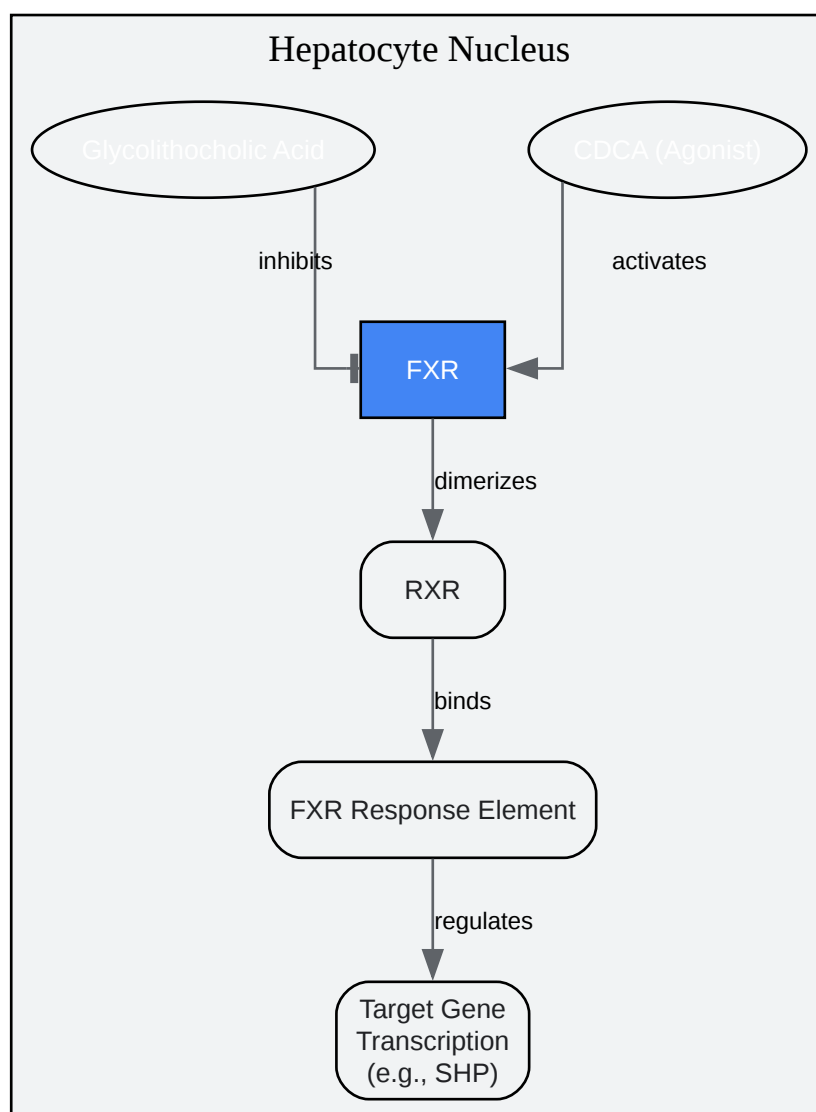 Hepatocyte Nucleus
Glycolithocholic Acid
CDCA (Agonist)
inhibits
activates
FXR
dimerizes
RXR
binds
FXR Response Element
regulates
Target Gene
Transcription
(e.g., SHP)